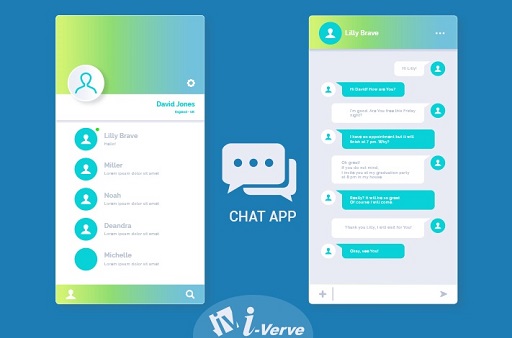 David Jones
England - UK
Lilly Brave
Hello!
Miller
Lorem ipsum dolor sit amet
Noah
Lorem ipsum dolor sit amet
Deandra
Lorem ipsum dolor sit amet
Michelle
Lorem ipsum dolor sit amet
CHAT APP
Lilly Brave
Hi Lilly!
Hi David! How are You?
I'm good. Are You free this Friday
night?
I have an appointment but it will
finish at 7 pm. Why?
Oh great!
If you do not mind,
I invite you at my graduation party
at 8 pm in my house
Really? It will be so great!
Of course I will come.
Thank you Lilly, I will wait for You!
Okay, see You!
i-Verve